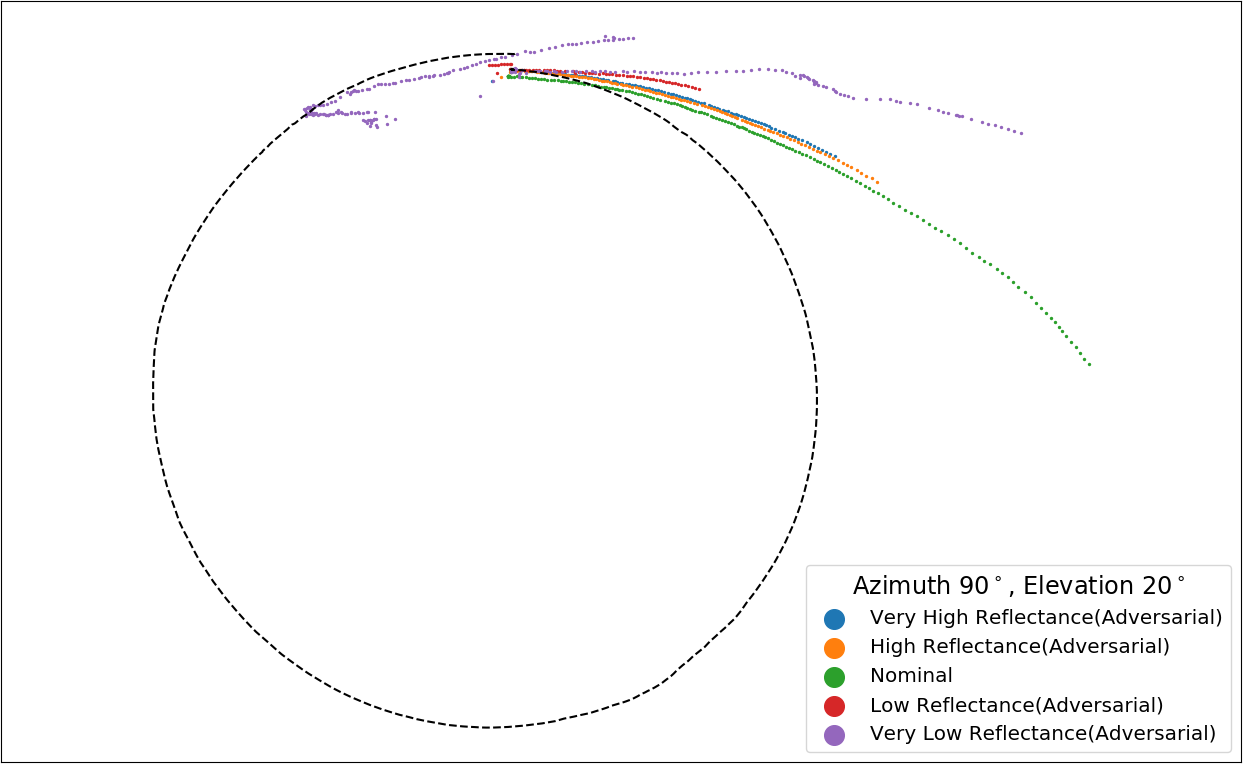 Azimuth 90°, Elevation 20°
Very High Reflectance(Adversarial)
High Reflectance(Adversarial)
Nominal
Low Reflectance(Adversarial)
Very Low Reflectance(Adversarial)